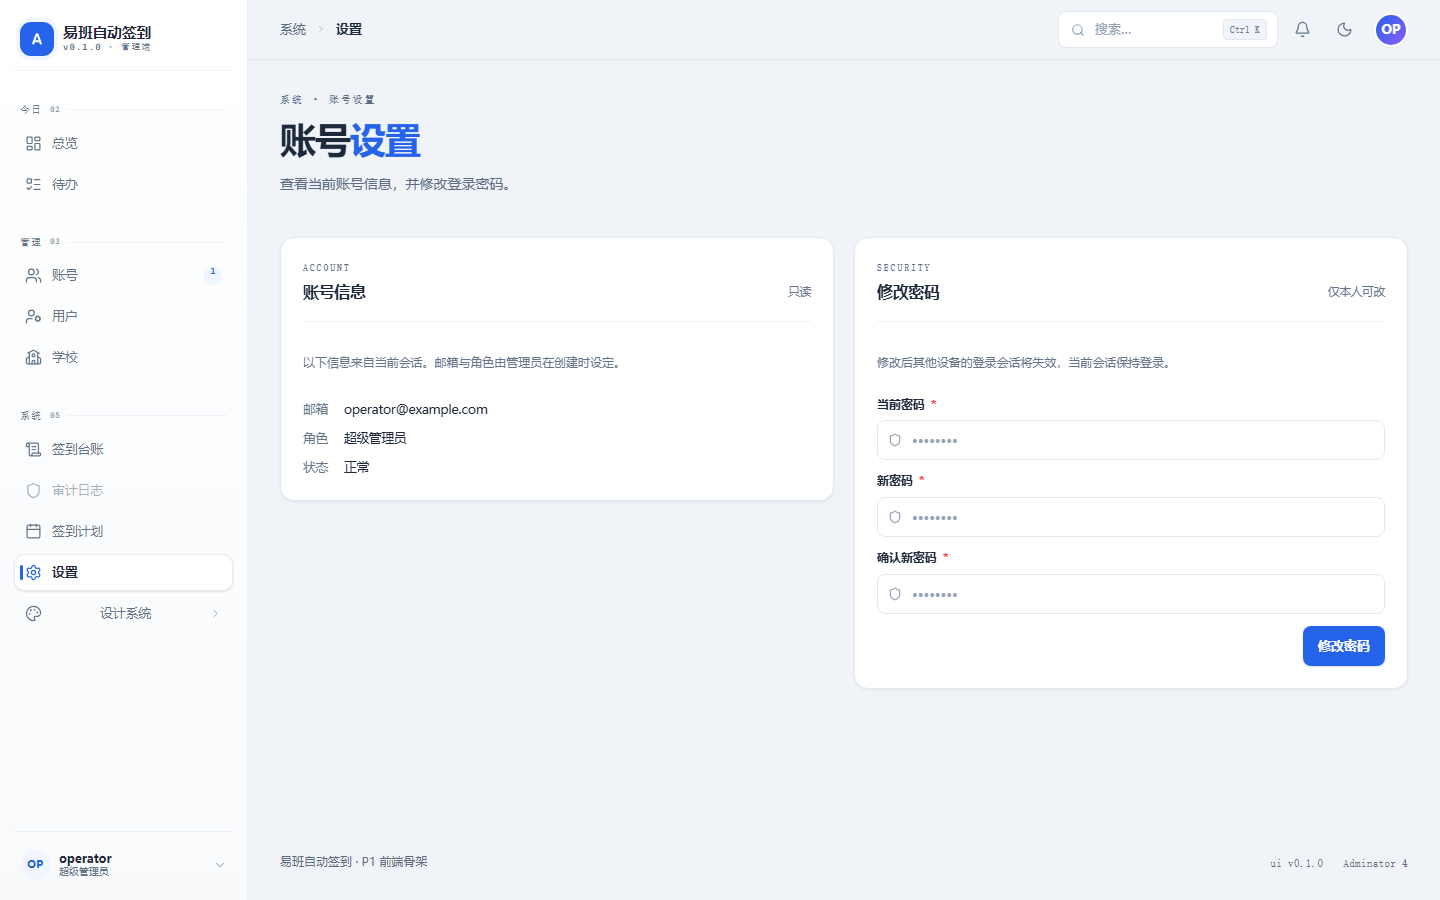 A
易班自动签到
v0.1.0 · 管理端
今日 02
总览
待办
管理 03
账号
1
用户
学校
系统 05
签到台账
审计日志
签到计划
设置
设计系统
OP
operator
超级管理员
系统
设置
搜索...
Ctrl K
OP
系统 • 账号设置
账号设置
查看当前账号信息，并修改登录密码。
ACCOUNT
账号信息
只读
以下信息来自当前会话。邮箱与角色由管理员在创建时设定。
邮箱 operator@example.com
角色 超级管理员
状态 正常
SECURITY
修改密码
仅本人可改
修改后其他设备的登录会话将失效，当前会话保持登录。
当前密码 *
••••••••
新密码 *
••••••••
确认新密码 *
••••••••
修改密码
易班自动签到 · P1 前端骨架
ui v0.1.0
Adminator 4